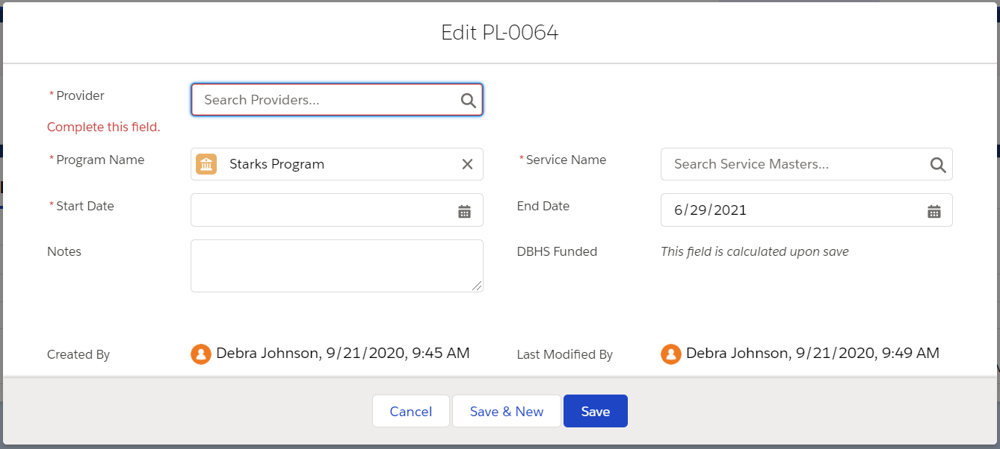 Edit PL-0064
* Provider
Search Providers...
Complete this field.
* Program Name
Starks Program
* Service Name
Search Service Masters...
* Start Date
End Date
6/29/2021
Notes
DBHS Funded
This field is calculated upon save
Created By
Debra Johnson, 9/21/2020, 9:45 AM
Last Modified By
Debra Johnson, 9/21/2020, 9:49 AM
Cancel
Save & New
Save